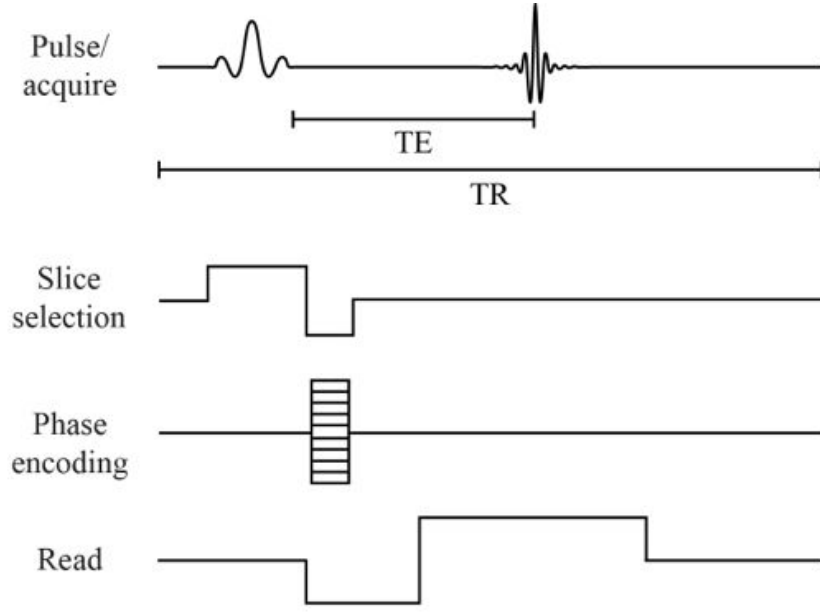 Pulse/
acquire
TE
TR
Slice
selection
Phase
encoding
Read